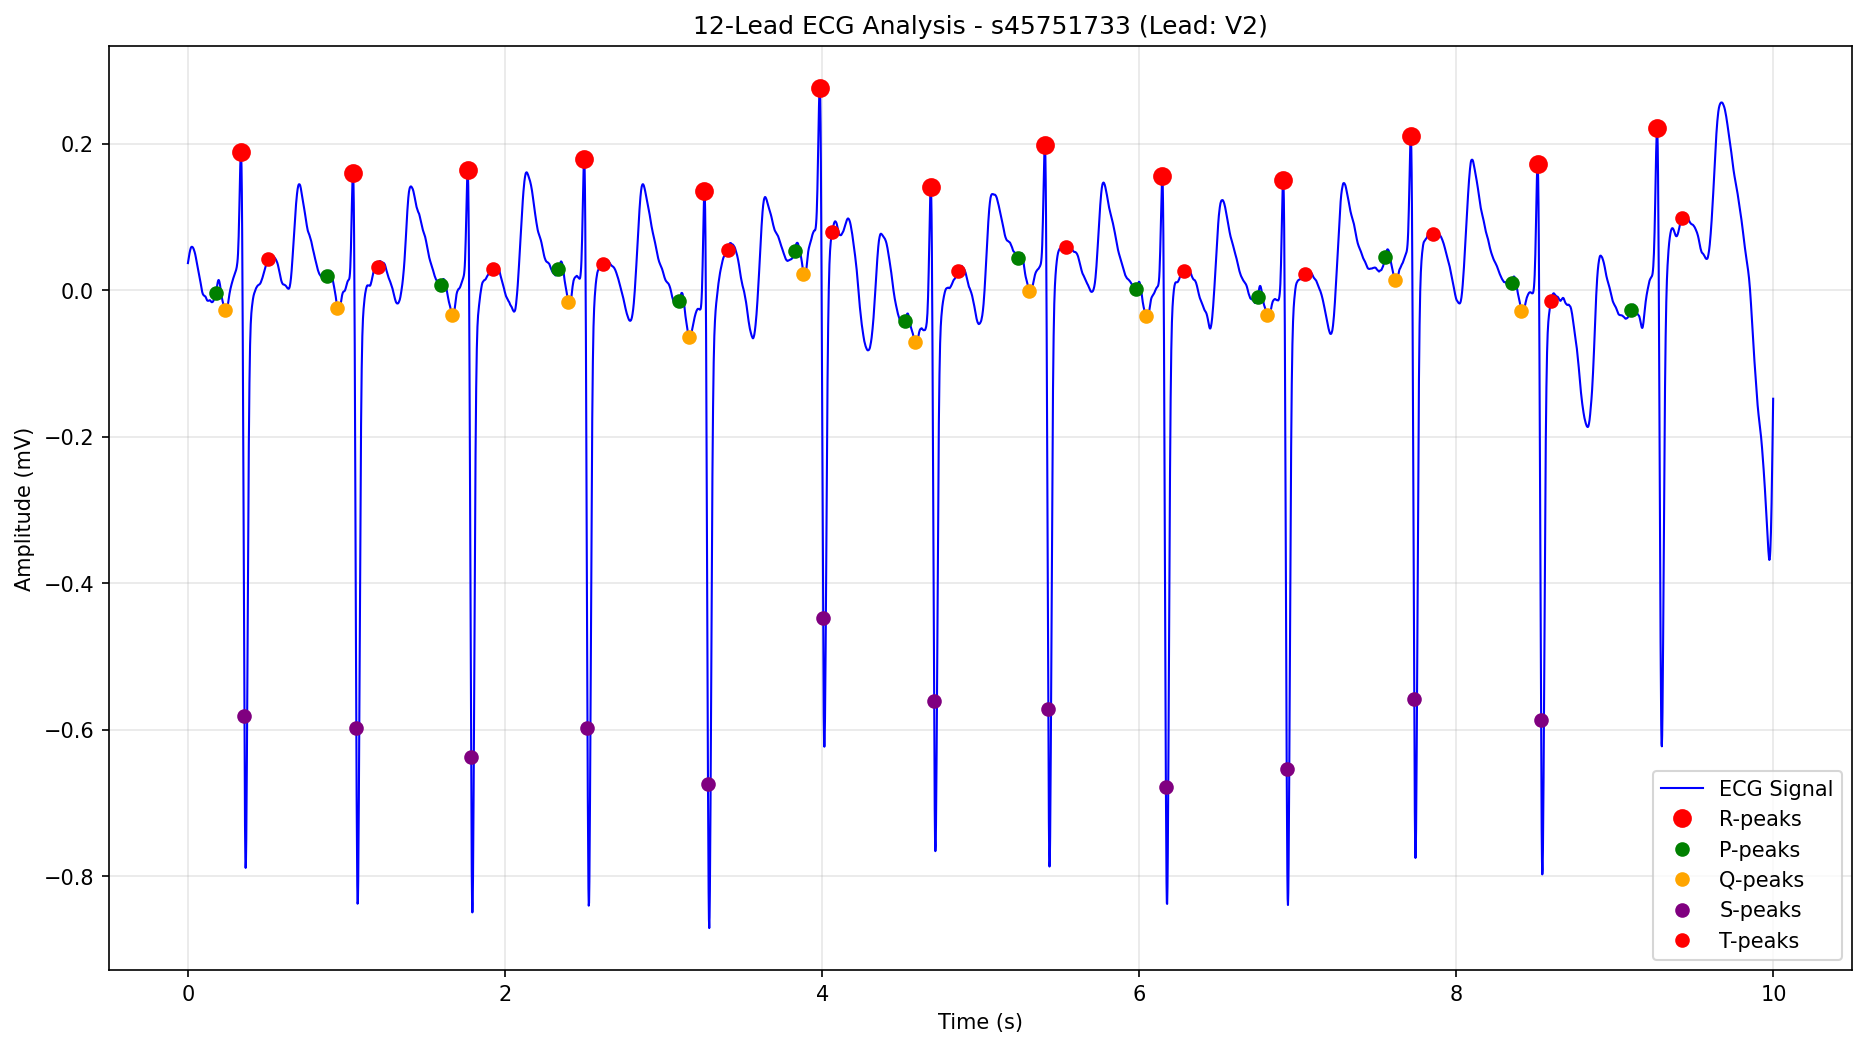 12-Lead ECG Analysis - s45751733 (Lead: V2)
Amplitude (mV)
0.2
0.0
−0.2
−0.4
−0.6
−0.8
0
2
4
6
8
10
Time (s)
ECG Signal
R-peaks
P-peaks
Q-peaks
S-peaks
T-peaks